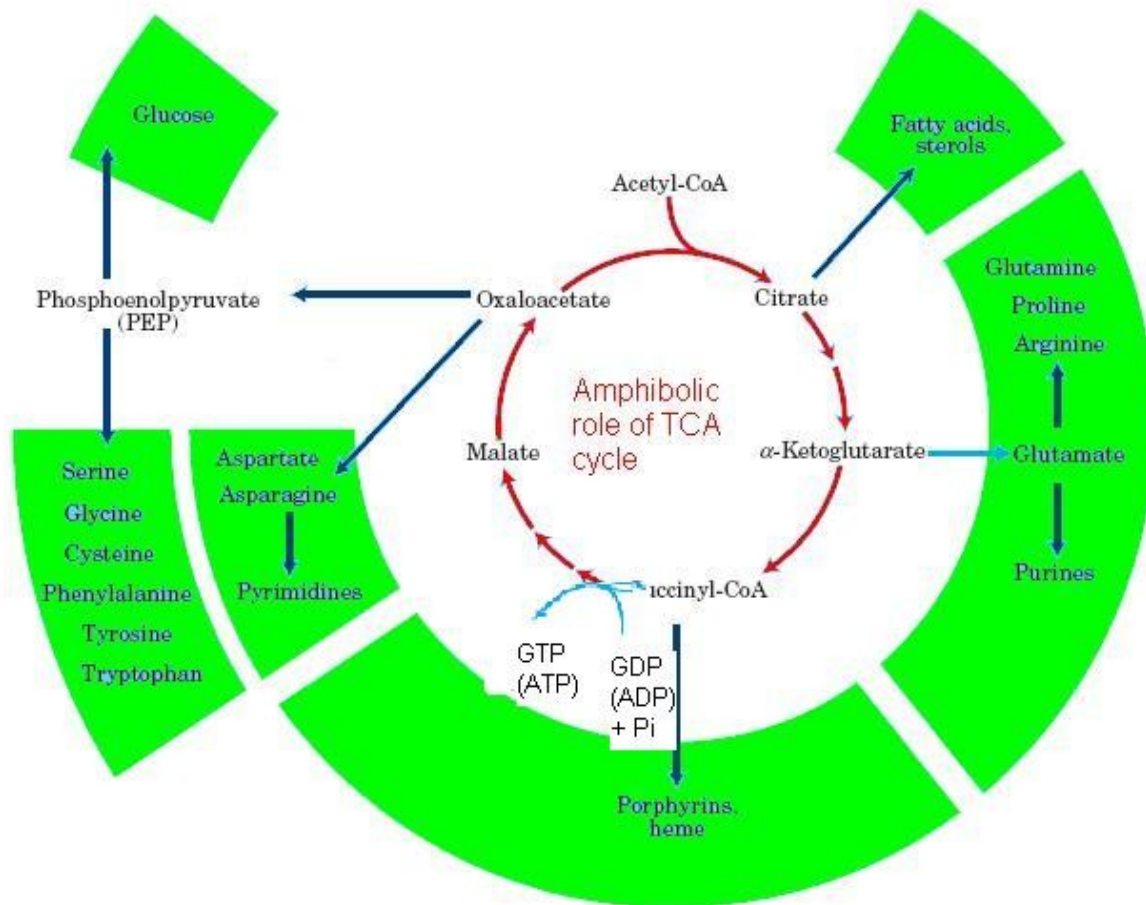 Glucose
Fatty acids,
sterols
Acetyl-CoA
Phosphoenolpyruvate
(PEP)
Oxaloacetate
Citrate
Glutamine
Proline
Arginine
Amphibolic
role of TCA
cycle
Malate
α-Ketoglutarate
Glutamate
Purines
Serine
Glycine
Cysteine
Phenylalanine
Tyrosine
Tryptophan
Aspartate
Asparagine
Pyrimidines
ccinyl-CoA
GTP
(ATP)
GDP
(ADP)
+ Pi
Porphyrins,
heme